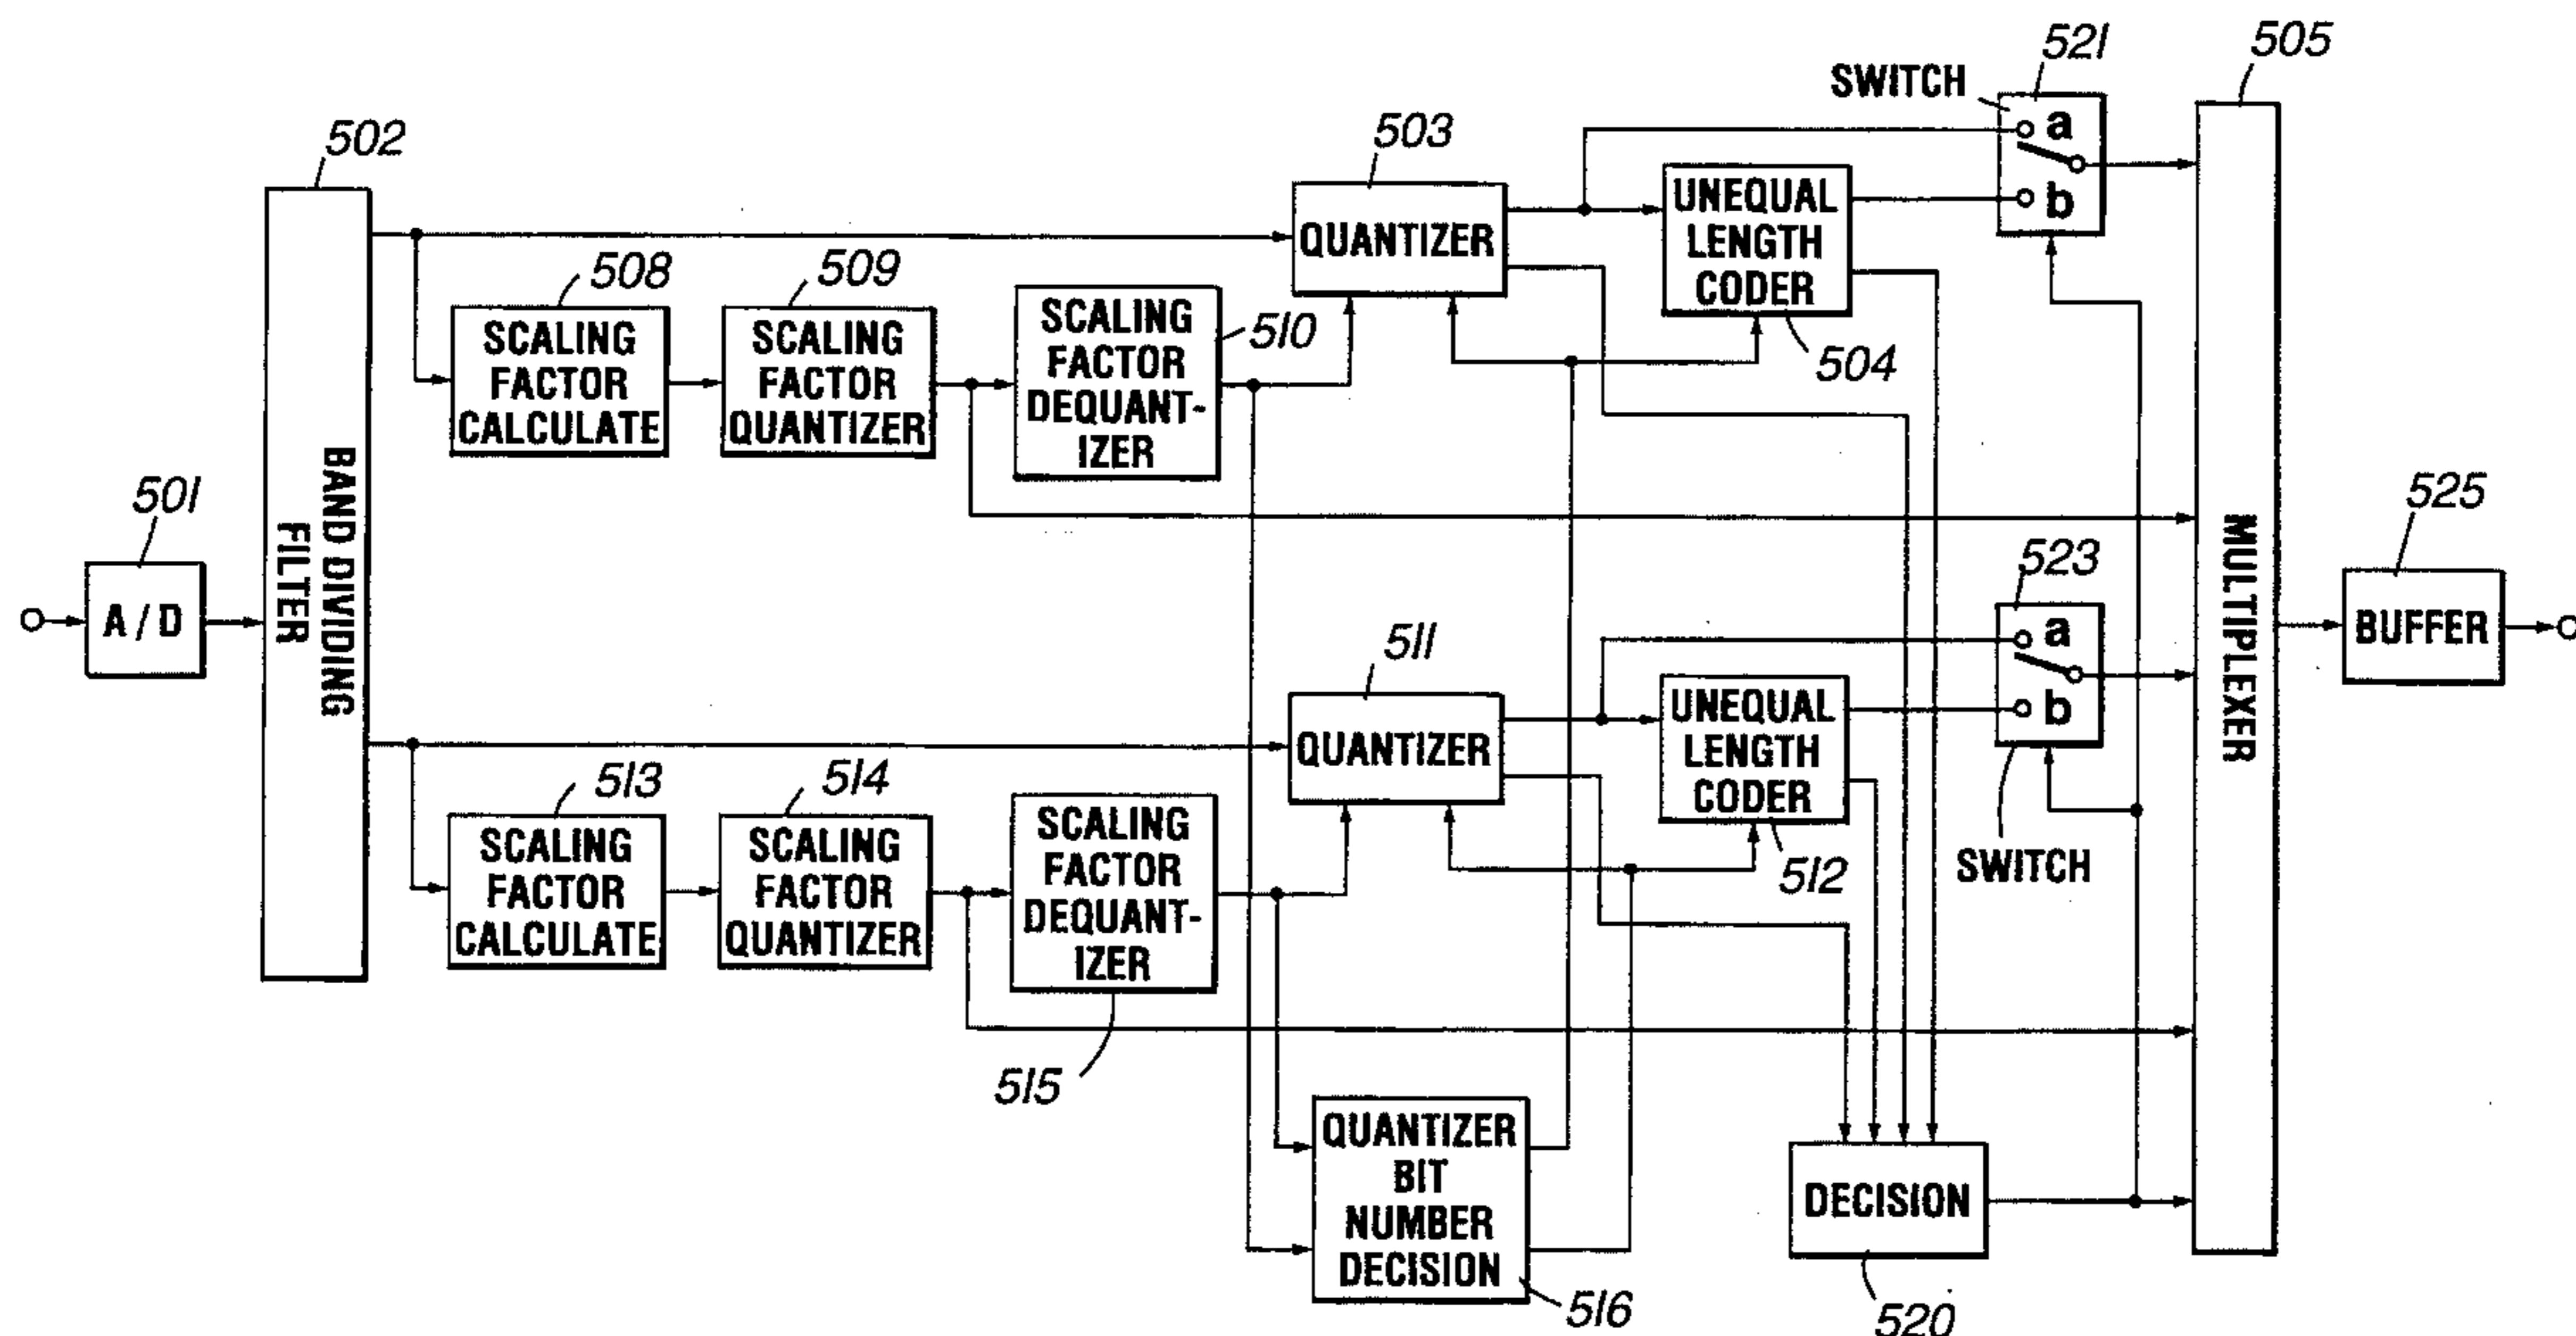 521
505
SWITCH
a
b
502
503
QUANTIZER
UNEQUAL
LENGTH
CODER
504
508
509
SCALING
FACTOR
CALCULATE
SCALING
FACTOR
QUANTIZER
SCALING
FACTOR
DEQUANT-
IZER
510
501
A/D
BAND DIVIDING
FILTER
MULTIPLEXER
525
BUFFER
523
a
b
SWITCH
511
QUANTIZER
UNEQUAL
LENGTH
CODER
512
513
514
SCALING
FACTOR
CALCULATE
SCALING
FACTOR
QUANTIZER
SCALING
FACTOR
DEQUANT-
IZER
515
QUANTIZER
BIT
NUMBER
DECISION
516
DECISION
520